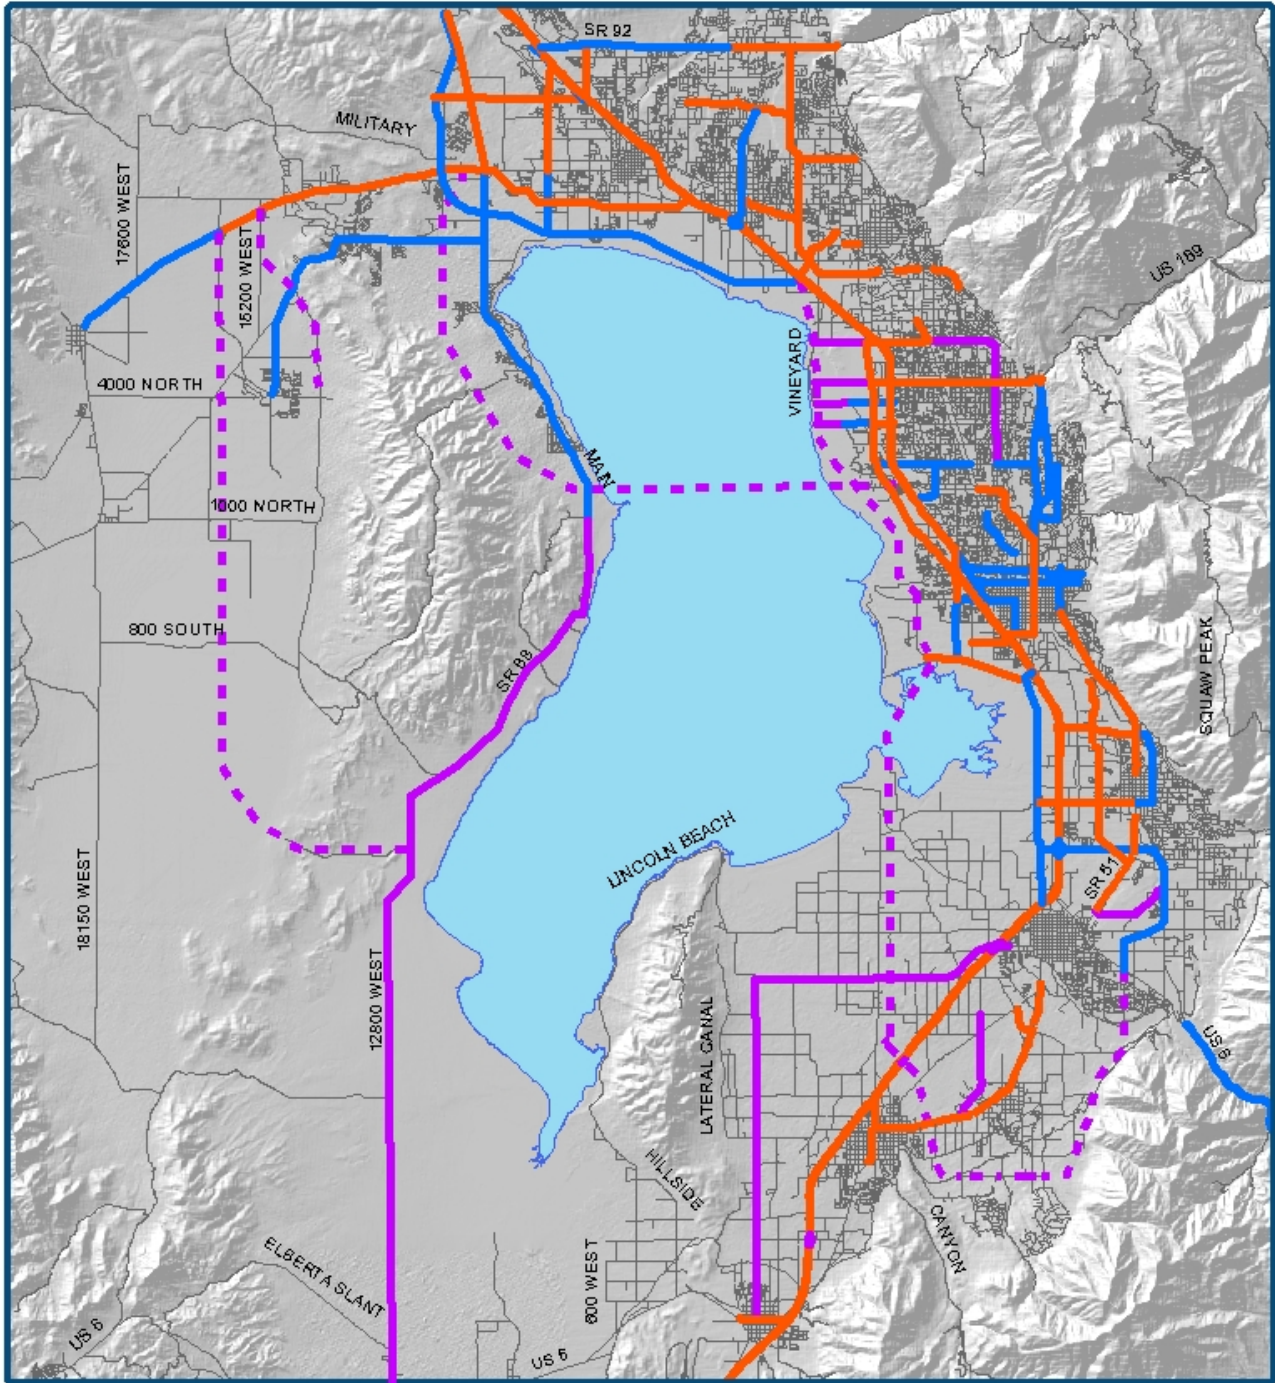 SR 92
MILITARY
17600 WEST
15200 WEST
US 189
VINEYARD
4000 NORTH
MAIN
1000 NORTH
800 SOUTH
SR 68
SQUAW PEAK
LINCOLN BEACH
SR 51
18150 WEST
12800 WEST
LATERAL CANAL
US 6
HILLSIDE
CANYON
ELBERTA SLANT
600 WEST
US 6
US 6